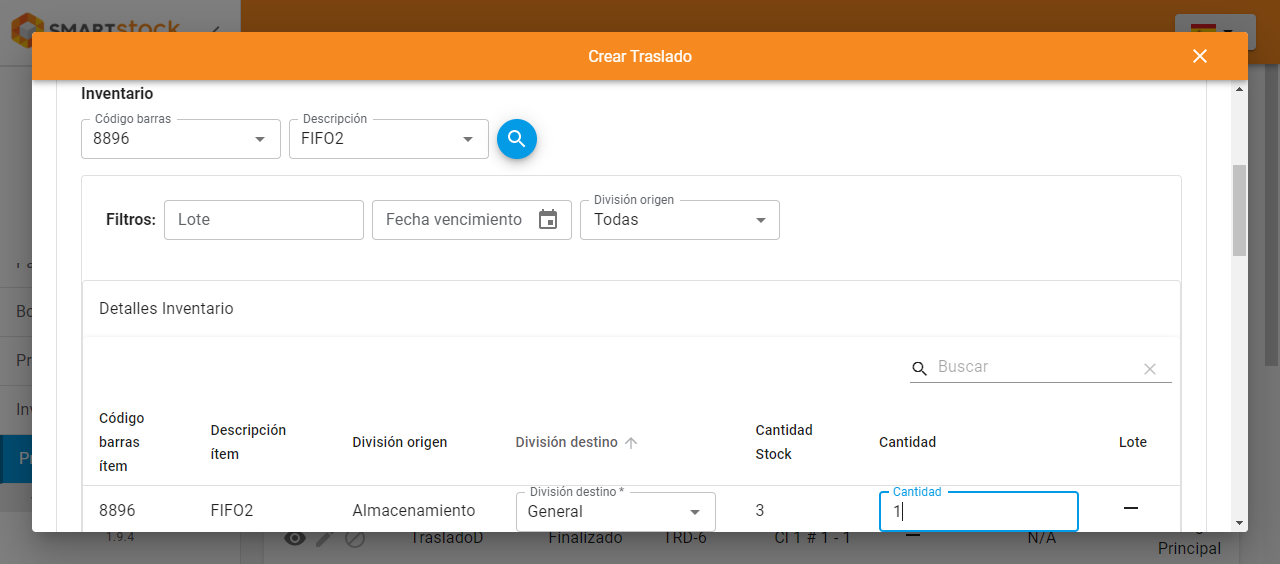 SMARTstock
Crear Traslado
Inventario
Código barras
8896
Descripción
FIFO2
Filtros:
Lote
Fecha vencimiento
División origen
Todas
Detalles Inventario
Buscar
Código barras ítem
Descripción ítem
División origen
División destino
Cantidad Stock
Cantidad
Lote
8896
FIFO2
Almacenamiento
División destino *
General
3
Cantidad
1
Bo
Pr
Inv
Pr
1.9.4
TrasladoD
Finalizado
TRD-6
Cl 1 # 1 - 1
N/A
Principal